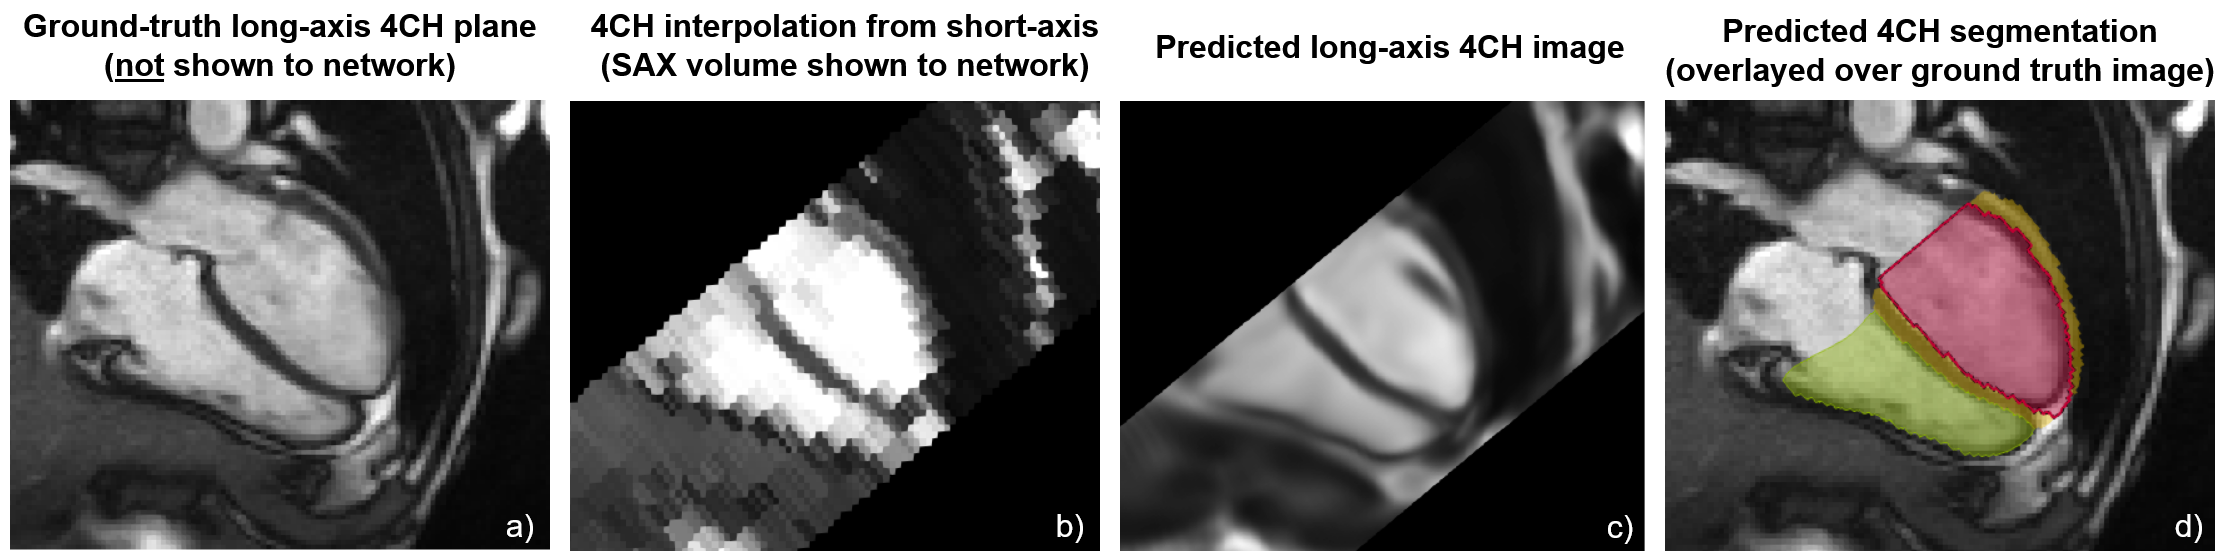 Ground-truth long-axis 4CH plane
(not shown to network)
4CH interpolation from short-axis
(SAX volume shown to network)
Predicted long-axis 4CH image
Predicted 4CH segmentation
(overlayed over ground truth image)
a)
b)
c)
d)